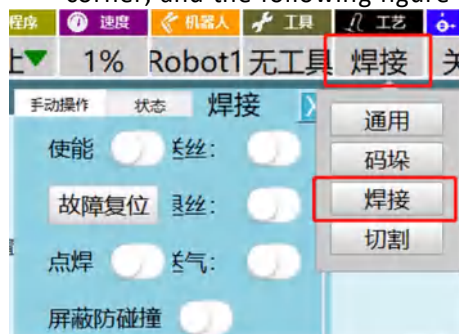 corner, and the following figure
程序 速度 机器人 工具 工艺
上 1% Robot1 无工具 焊接 关
手动操作 状态 焊接 X
通用
使能 丝:
码垛
故障复位 丝: 焊接
切割
点焊 气:
屏蔽防碰撞